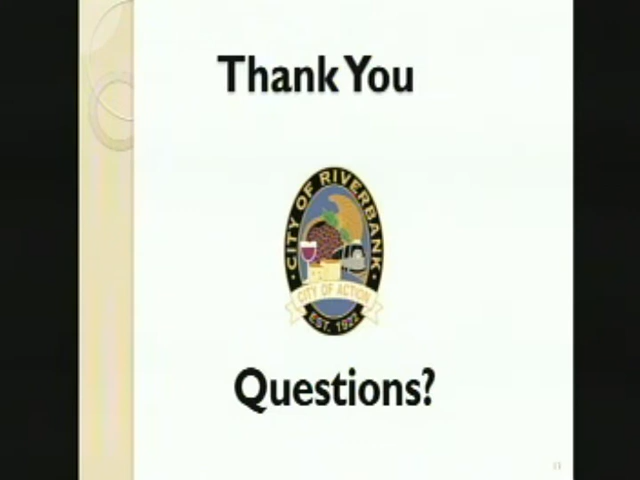 Thank You
CITY OF RIVERBANK
CITY OF ACTION
EST. 1922
Questions?